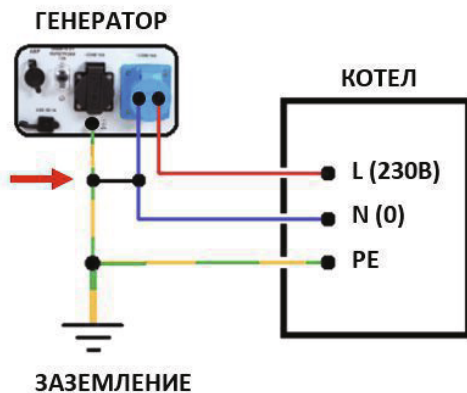 ГЕНЕРАТОР
КОТЕЛ
L (230В)
N (0)
PE
ЗАЗЕМЛЕНИЕ